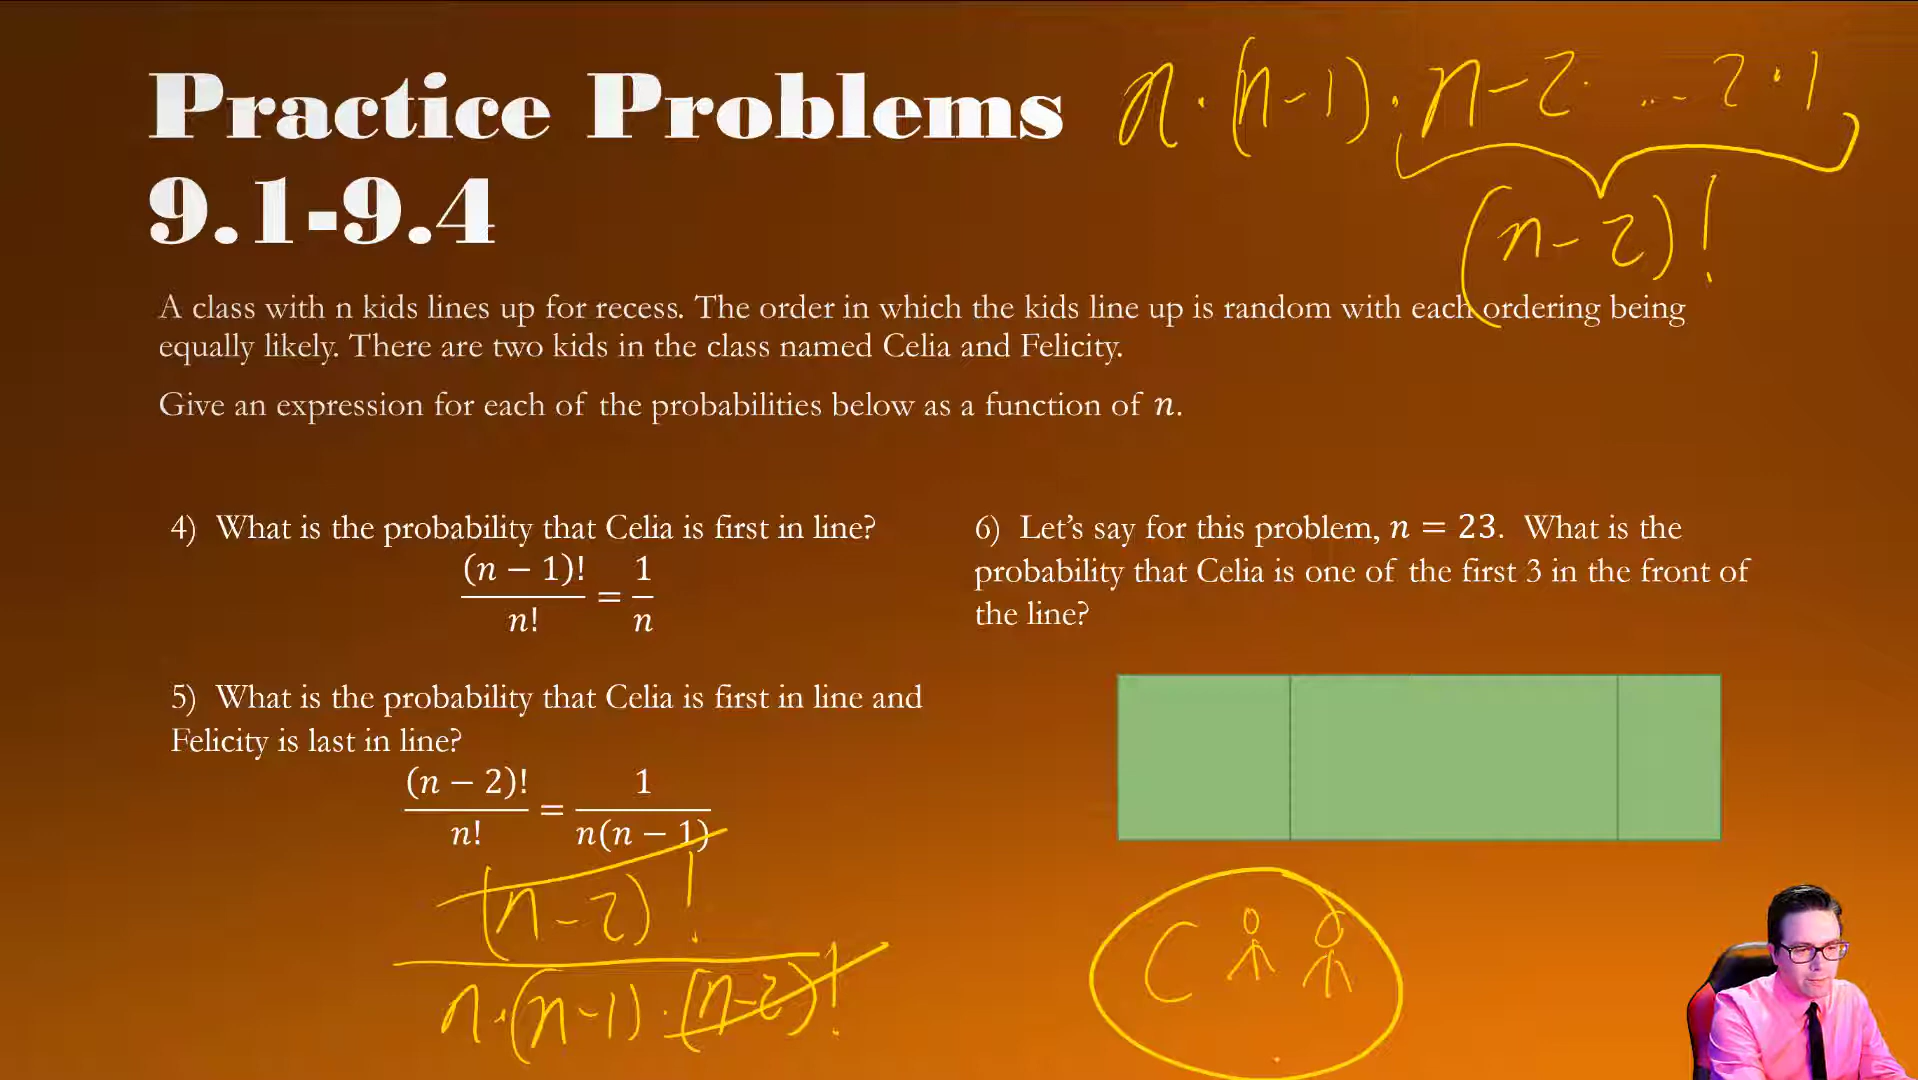 Practice Problems
9.1-9.4
n · (n-1) · n-2 · ... 2 · 1
(n-2)!
A class with n kids lines up for recess. The order in which the kids line up is random with each ordering being
equally likely. There are two kids in the class named Celia and Felicity.
Give an expression for each of the probabilities below as a function of n.
4) What is the probability that Celia is first in line?
(n − 1)!/n! = 1/n
5) What is the probability that Celia is first in line and
Felicity is last in line?
(n − 2)!/n! = 1/n(n − 1)
(n-2)!
n·(n-1)·(n-2)!
6) Let’s say for this problem, n = 23. What is the
probability that Celia is one of the first 3 in the front of
the line?
C